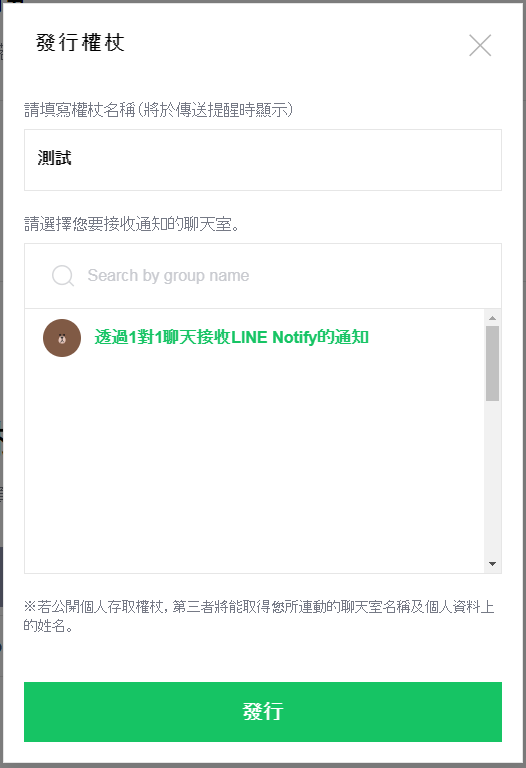 發行權杖
請填寫權杖名稱(將於傳送提醒時顯示)
測試
請選擇您要接收通知的聊天室。
Search by group name
透過1對1聊天接收LINE Notify的通知
※若公開個人存取權杖, 第三者將能取得您所連動的聊天室名稱及個人資料上
的姓名。
發行